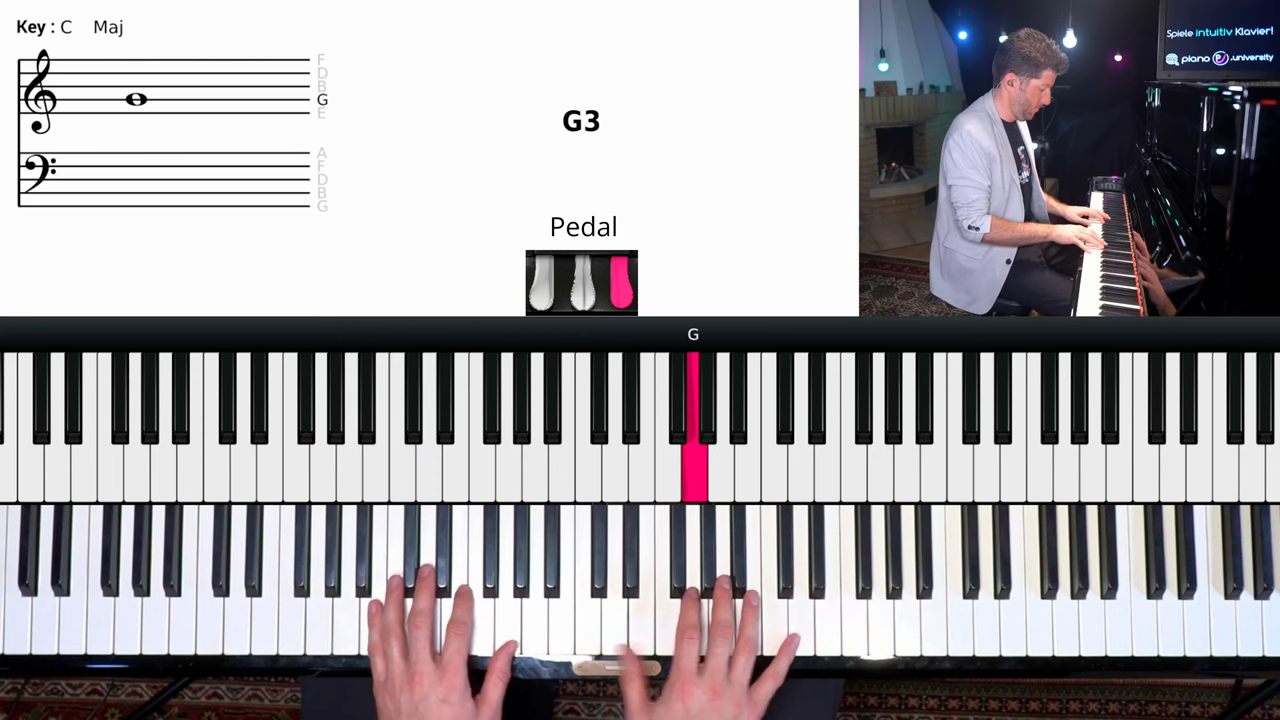 Key : C Maj
F
D
B
G
E
A
F
D
B
G
G3
Pedal
Spiele intuitiv Klavier!
piano P .university
G